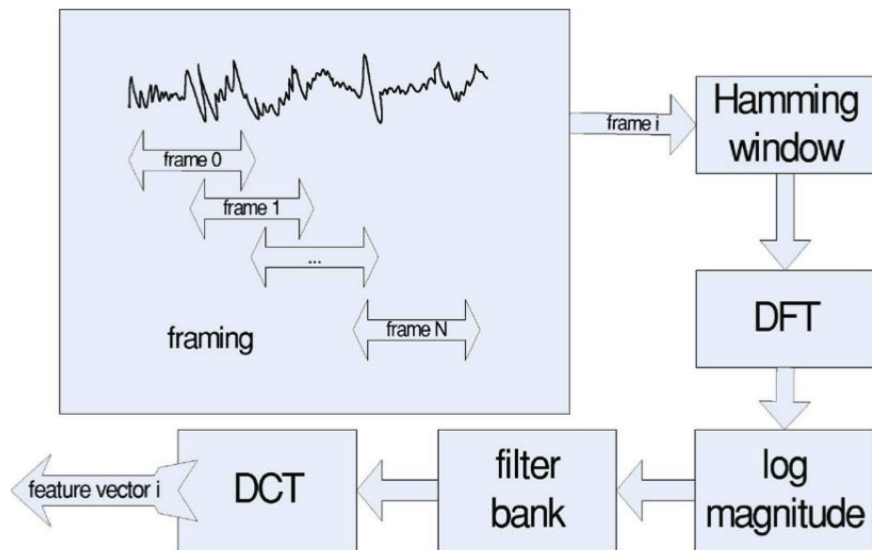 frame 0
frame 1
...
frame N
framing
frame i
Hamming
window
DFT
log
magnitude
filter
bank
DCT
feature vector i